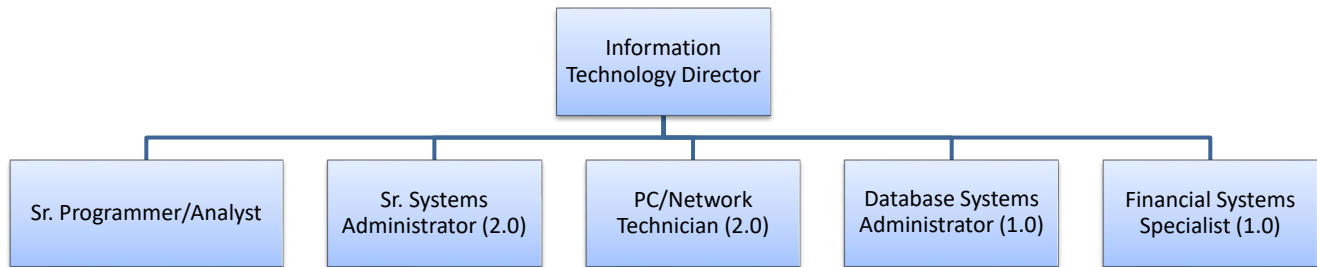 Information
Technology Director
Sr. Programmer/Analyst
Sr. Systems
Administrator (2.0)
PC/Network
Technician (2.0)
Database Systems
Administrator (1.0)
Financial Systems
Specialist (1.0)